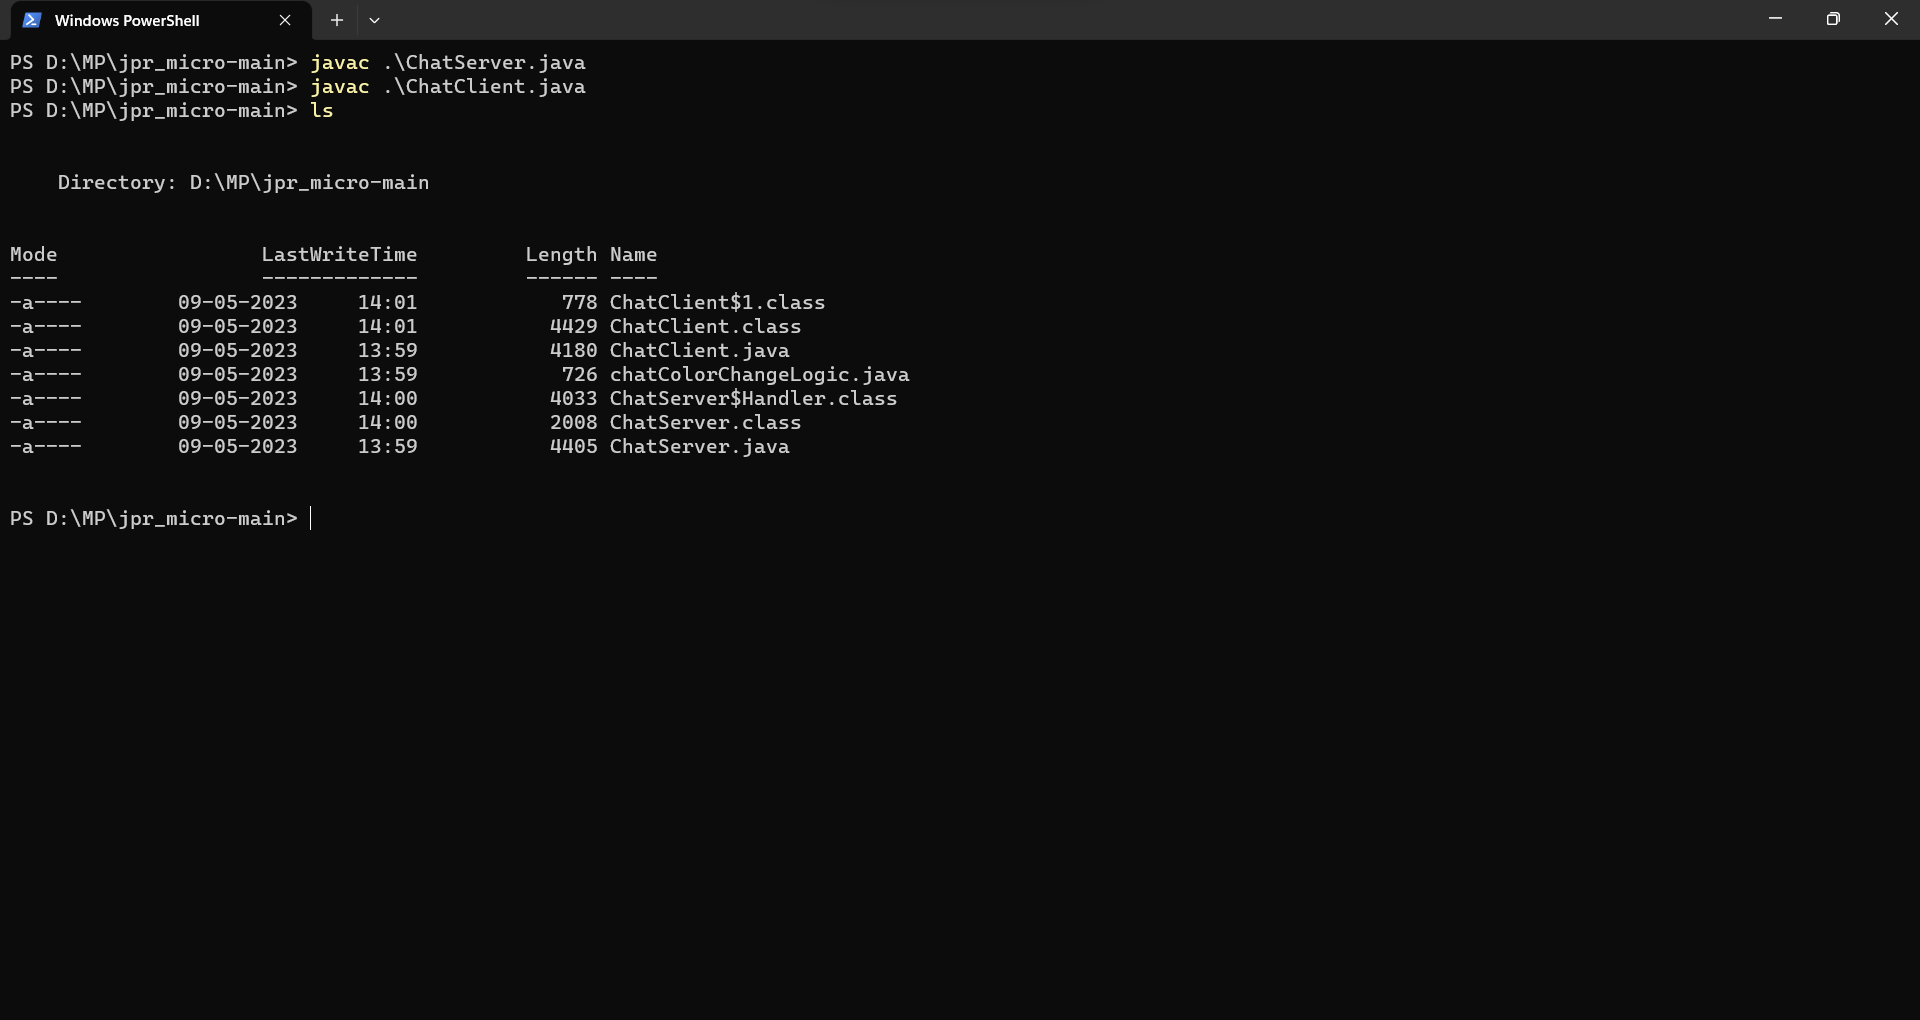 Windows PowerShell
PS D:\MP\jpr_micro-main> javac .\ChatServer.java
PS D:\MP\jpr_micro-main> javac .\ChatClient.java
PS D:\MP\jpr_micro-main> ls
    Directory: D:\MP\jpr_micro-main
Mode                 LastWriteTime         Length Name
----                 -------------         ------ ----
-a----        09-05-2023     14:01            778 ChatClient$1.class
-a----        09-05-2023     14:01           4429 ChatClient.class
-a----        09-05-2023     13:59           4180 ChatClient.java
-a----        09-05-2023     13:59            726 chatColorChangeLogic.java
-a----        09-05-2023     14:00           4033 ChatServer$Handler.class
-a----        09-05-2023     14:00           2008 ChatServer.class
-a----        09-05-2023     13:59           4405 ChatServer.java
PS D:\MP\jpr_micro-main>